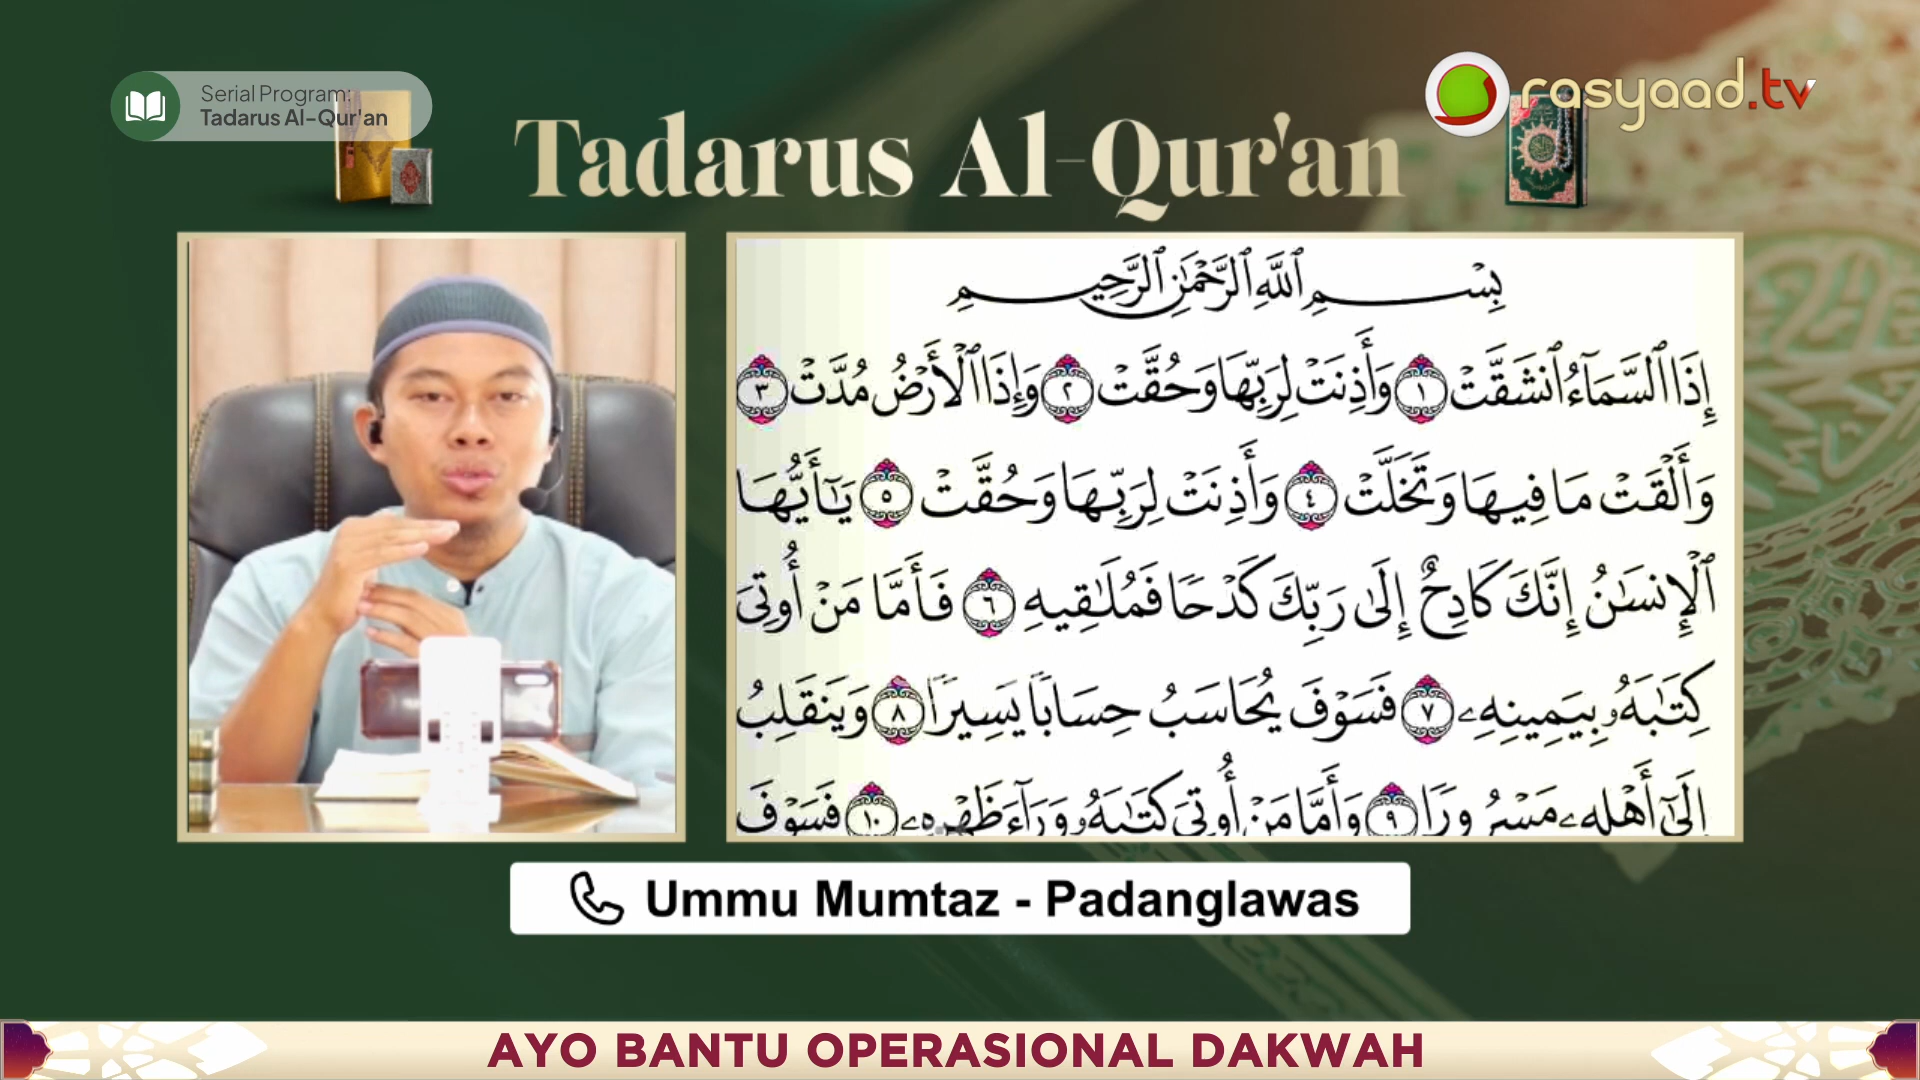 Serial Program:
Tadarus Al-Qur'an
rasyaad.tv
Tadarus Al-Qur'an
بِسْمِ ٱللَّهِ ٱلرَّحْمَٰنِ ٱلرَّحِيمِ
إِذَا ٱلسَّمَآءُ ٱنشَقَّتْ ١ وَأَذِنَتْ لِرَبِّهَا وَحُقَّتْ ٢ وَإِذَا ٱلْأَرْضُ مُدَّتْ ٣
وَأَلْقَتْ مَا فِيهَا وَتَخَلَّتْ ٤ وَأَذِنَتْ لِرَبِّهَا وَحُقَّتْ ٥ يَٰٓأَيُّهَا
ٱلْإِنسَٰنُ إِنَّكَ كَادِحٌ إِلَىٰ رَبِّكَ كَدْحًا فَمُلَٰقِيهِ ٦ فَأَمَّا مَنْ أُوتِىَ
كِتَٰبَهُۥ بِيَمِينِهِۦ ٧ فَسَوْفَ يُحَاسَبُ حِسَابًا يَسِيرًا ٨ وَيَنقَلِبُ
إِلَىٰٓ أَهْلِهِۦ مَسْرُورًا ٩ وَأَمَّا مَنْ أُوتِىَ كِتَٰبَهُۥ وَرَآءَ ظَهْرِهِۦ ١٠ فَسَوْفَ
Ummu Mumtaz - Padanglawas
AYO BANTU OPERASIONAL DAKWAH